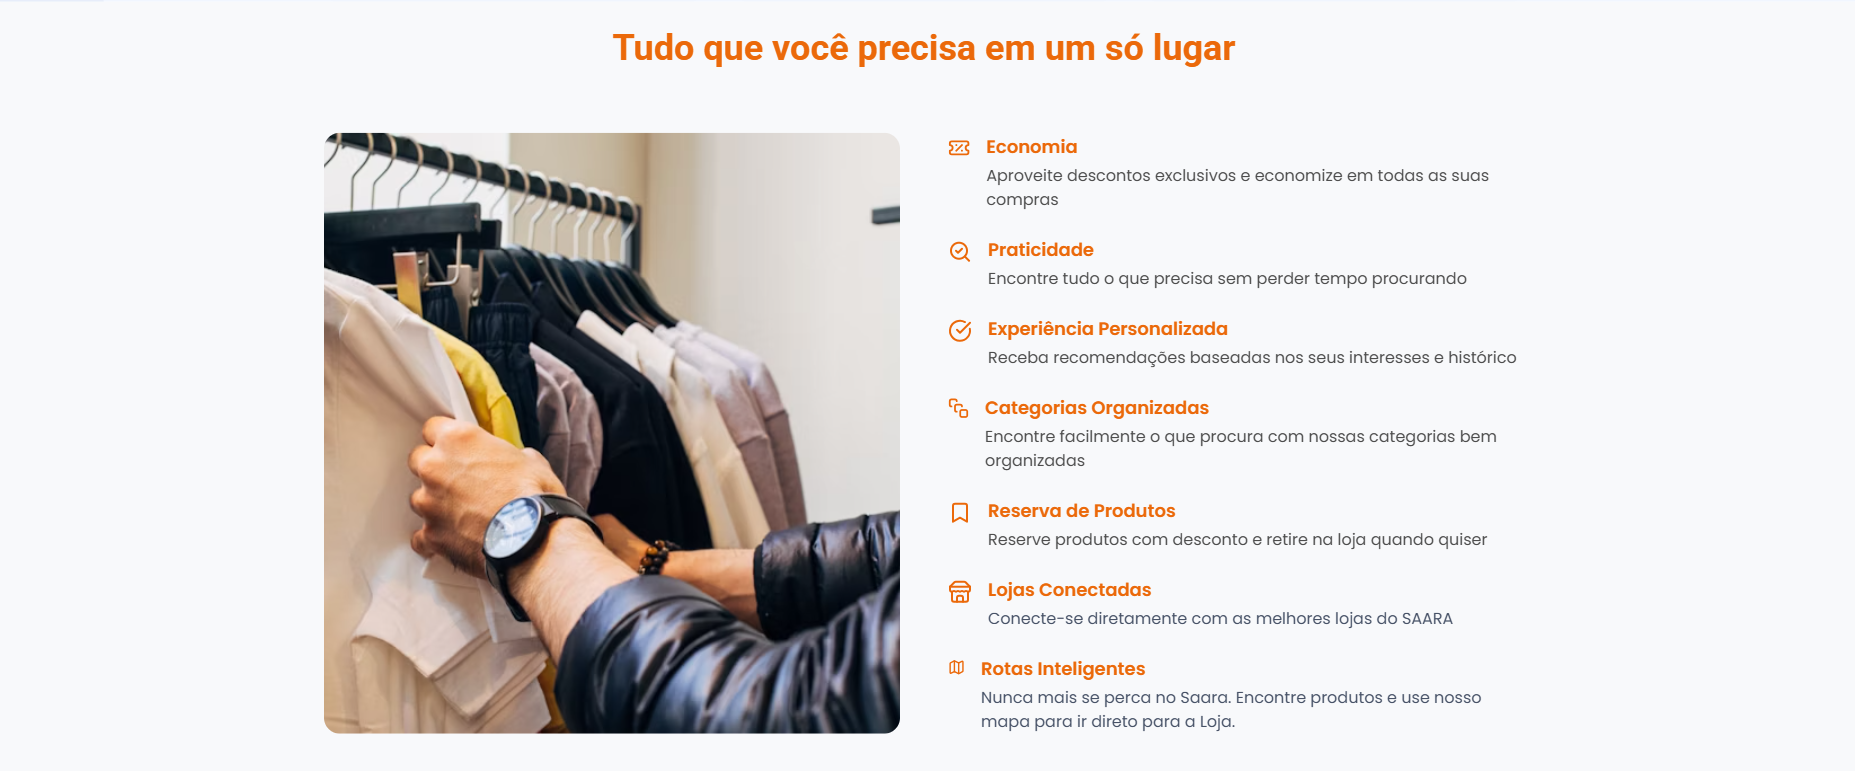 Tudo que você precisa em um só lugar
Economia
Aproveite descontos exclusivos e economize em todas as suas
compras
Praticidade
Encontre tudo o que precisa sem perder tempo procurando
Experiência Personalizada
Receba recomendações baseadas nos seus interesses e histórico
Categorias Organizadas
Encontre facilmente o que procura com nossas categorias bem
organizadas
Reserva de Produtos
Reserve produtos com desconto e retire na loja quando quiser
Lojas Conectadas
Conecte-se diretamente com as melhores lojas do SAARA
Rotas Inteligentes
Nunca mais se perca no Saara. Encontre produtos e use nosso
mapa para ir direto para a Loja.